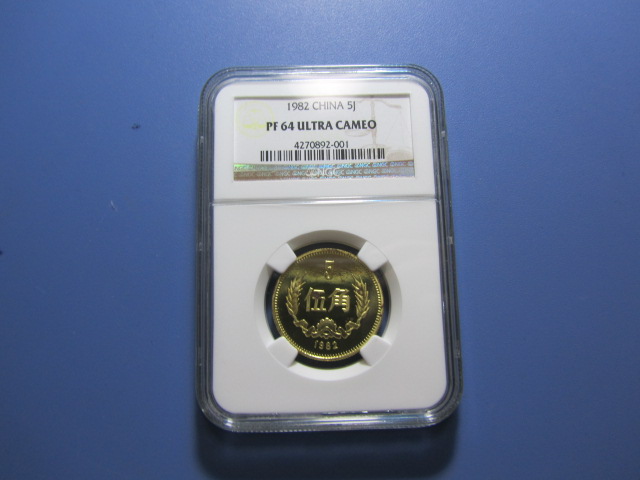 1982 CHINA 5J
PF 64 ULTRA CAMEO
4270892-001
5
伍角
1982